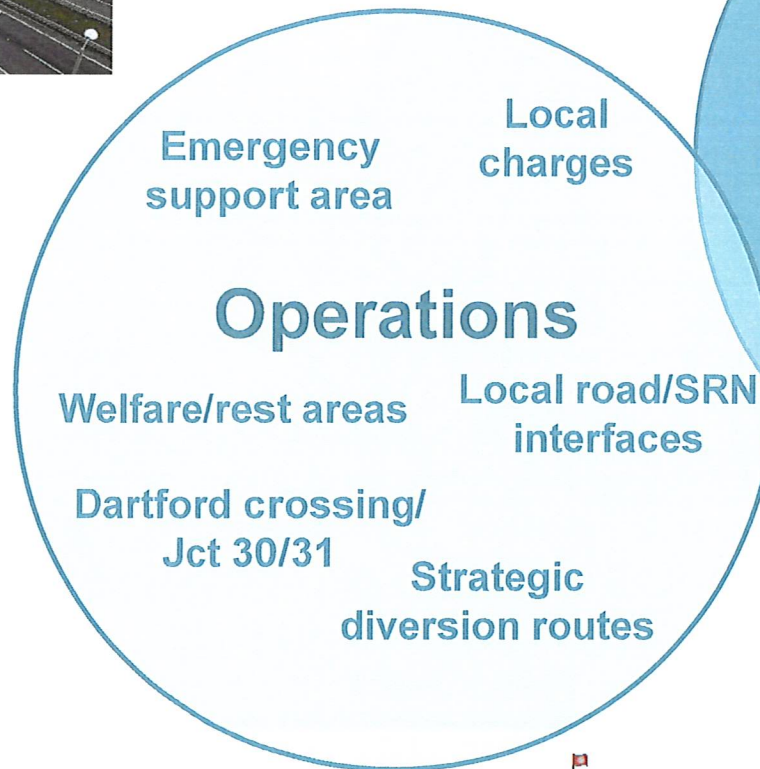 Emergency
support area
Local
charges
Operations
Welfare/rest areas
Local road/SRN
interfaces
Dartford crossing/
Jct 30/31
Strategic
diversion routes